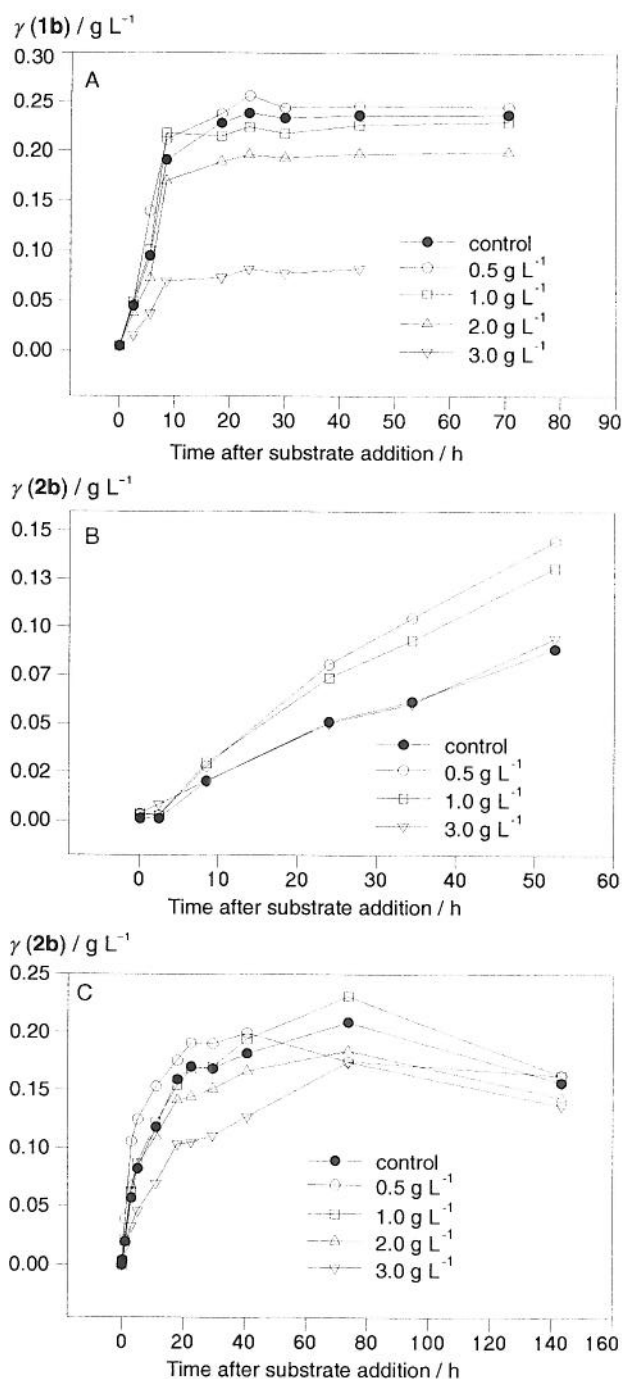 γ (1b) / g L⁻¹
0.30
A
0.25
0.20
0.15
0.10
0.05
0.00
control
0.5 g L⁻¹
1.0 g L⁻¹
2.0 g L⁻¹
3.0 g L⁻¹
0 10 20 30 40 50 60 70 80 90
Time after substrate addition / h
γ (2b) / g L⁻¹
0.15
B
0.13
0.10
0.07
0.05
0.02
0.00
control
0.5 g L⁻¹
1.0 g L⁻¹
3.0 g L⁻¹
0 10 20 30 40 50 60
Time after substrate addition / h
γ (2b) / g L⁻¹
0.25
C
0.20
0.15
0.10
0.05
0.00
control
0.5 g L⁻¹
1.0 g L⁻¹
2.0 g L⁻¹
3.0 g L⁻¹
0 20 40 60 80 100 120 140 160
Time after substrate addition / h